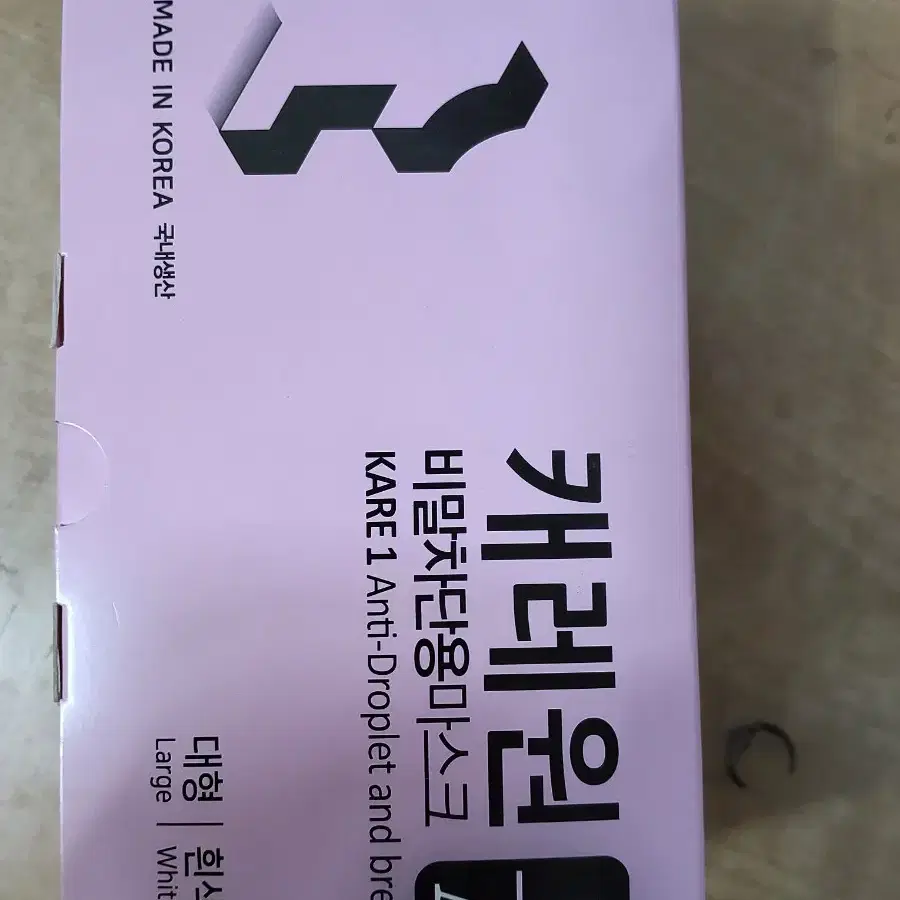 MADE IN KOREA 국내생산
캐레원
비말차단용마스크
KARE 1 Anti-Droplet and
대형
Large